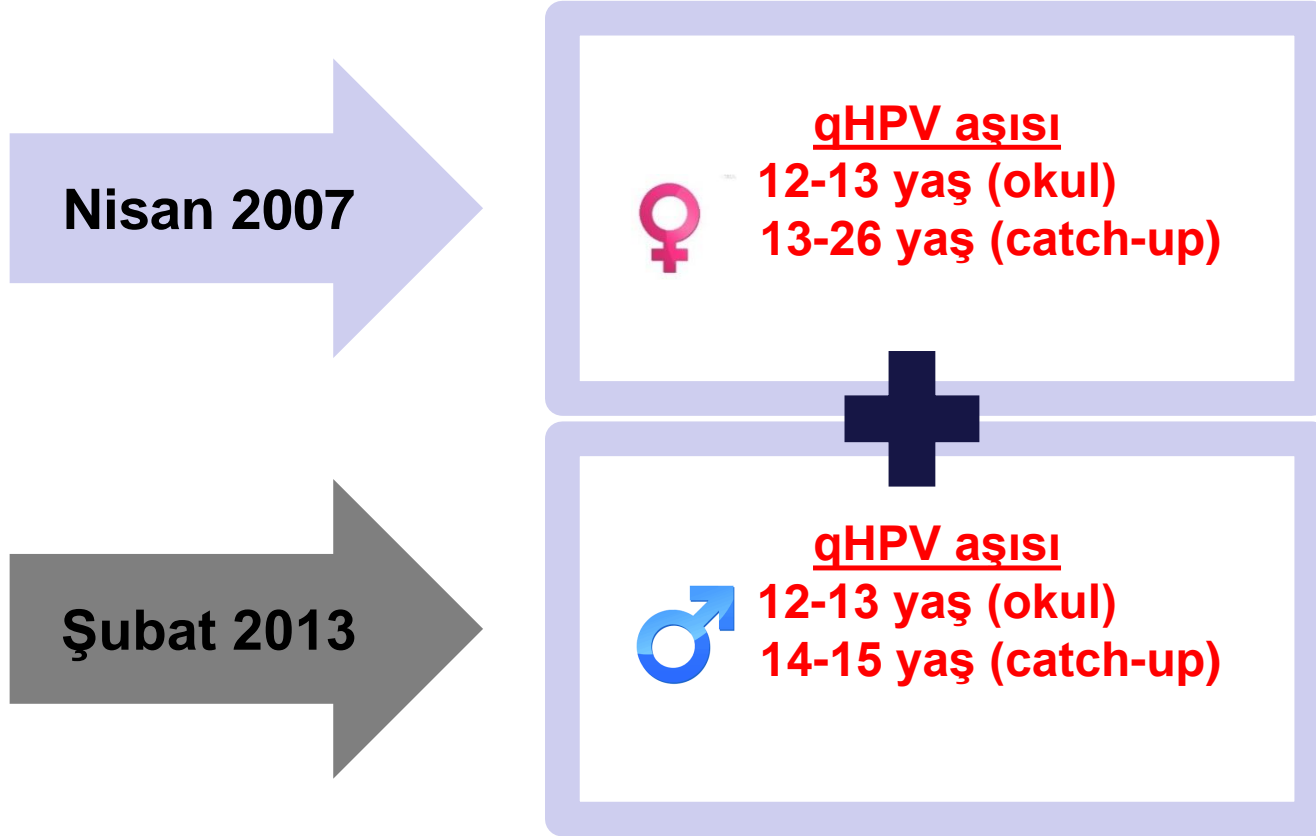 Nisan 2007
qHPV aşısı
12-13 yaş (okul)
13-26 yaş (catch-up)
Şubat 2013
qHPV aşısı
12-13 yaş (okul)
14-15 yaş (catch-up)